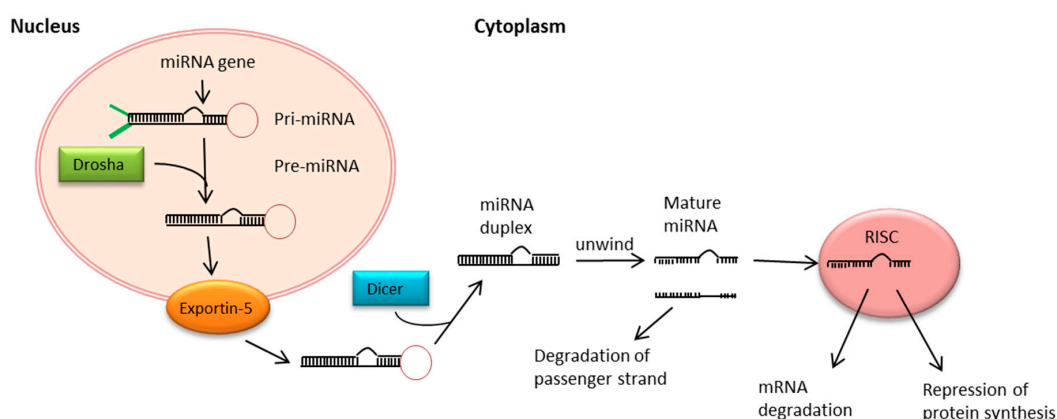 Nucleus
Cytoplasm
miRNA gene
Pri-miRNA
Drosha
Pre-miRNA
Exportin-5
Dicer
miRNA
duplex
unwind
Mature
miRNA
RISC
Degradation of
passenger strand
mRNA
degradation
Repression of
protein synthesis